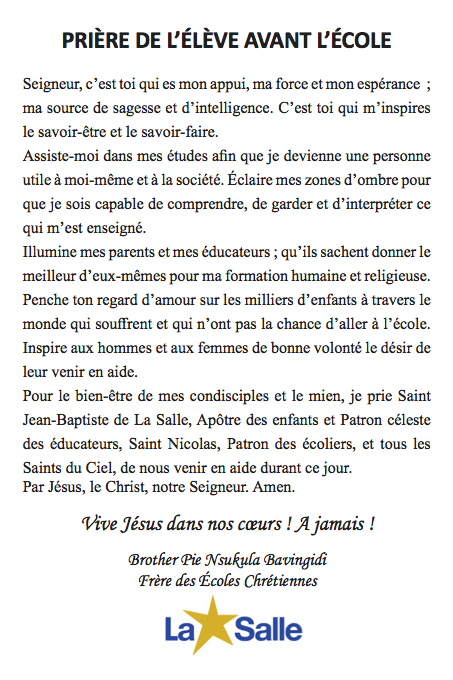 PRIÈRE DE L’ÉLÈVE AVANT L’ÉCOLE
Seigneur, c’est toi qui es mon appui, ma force et mon espérance ;
ma source de sagesse et d’intelligence. C’est toi qui m’inspires
le savoir-être et le savoir-faire.
Assiste-moi dans mes études afin que je devienne une personne
utile à moi-même et à la société. Éclaire mes zones d’ombre pour
que je sois capable de comprendre, de garder et d’interpréter ce
qui m’est enseigné.
Illumine mes parents et mes éducateurs ; qu’ils sachent donner le
meilleur d’eux-mêmes pour ma formation humaine et religieuse.
Penche ton regard d’amour sur les milliers d’enfants à travers le
monde qui souffrent et qui n’ont pas la chance d’aller à l’école.
Inspire aux hommes et aux femmes de bonne volonté le désir de
leur venir en aide.
Pour le bien-être de mes condisciples et le mien, je prie Saint
Jean-Baptiste de La Salle, Apôtre des enfants et Patron céleste
des éducateurs, Saint Nicolas, Patron des écoliers, et tous les
Saints du Ciel, de nous venir en aide durant ce jour.
Par Jésus, le Christ, notre Seigneur. Amen.
Vive Jésus dans nos cœurs ! A jamais !
Brother Pie Nsukula Bavingidi
Frère des Écoles Chrétiennes
La Salle